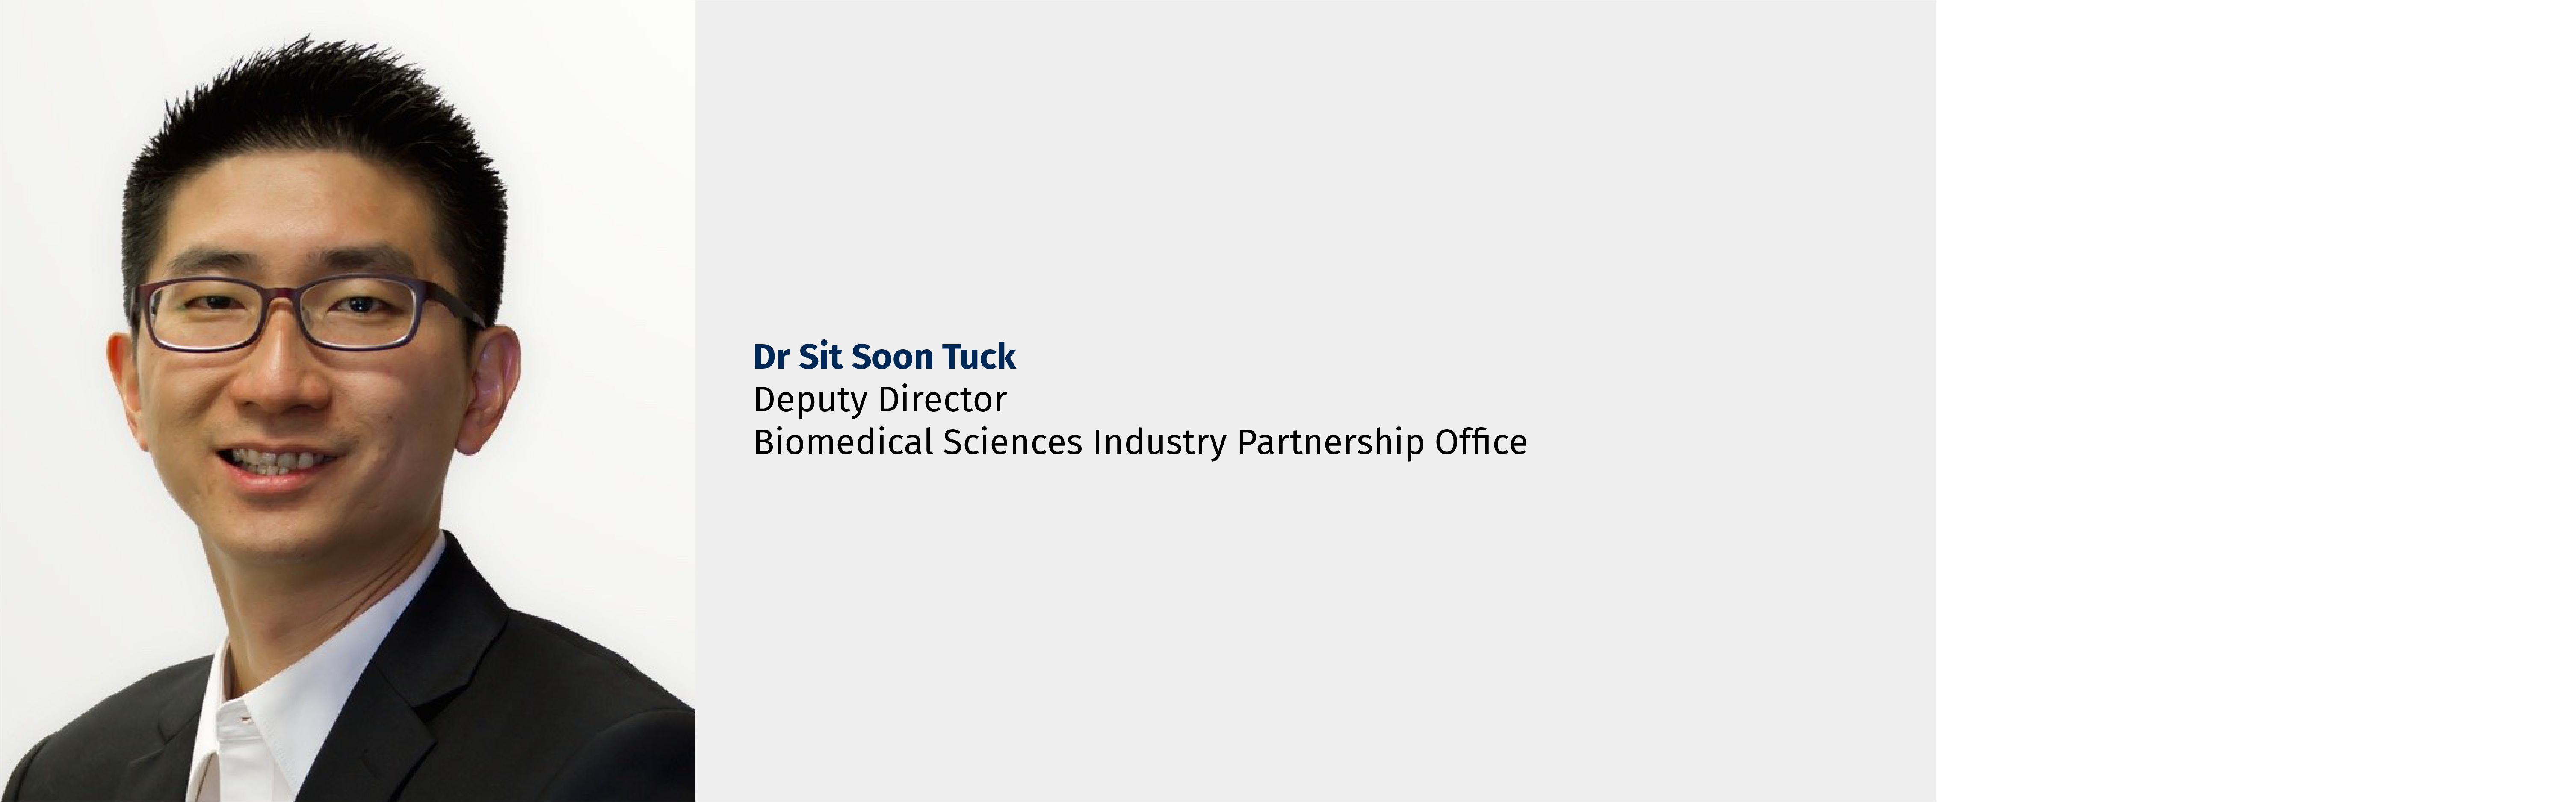 Dr Sit Soon Tuck
Deputy Director
Biomedical Sciences Industry Partnership Office